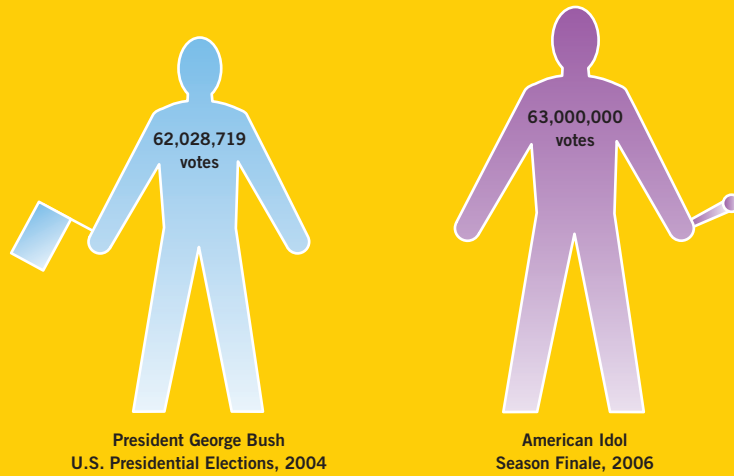 62,028,719
votes
63,000,000
votes
President George Bush
U.S. Presidential Elections, 2004
American Idol
Season Finale, 2006